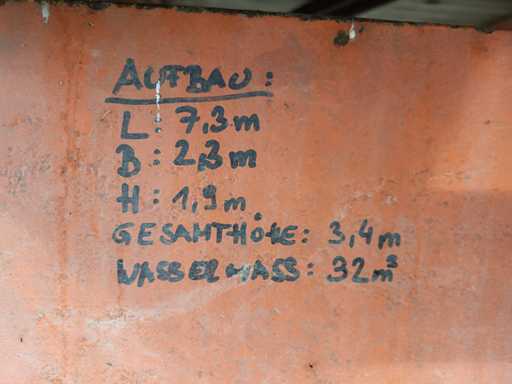 AUFBAU:
L: 7,3m
B: 2,3m
H: 1,9m
GESAMTHÖHE: 3,4m
WASSERMASS: 32m³